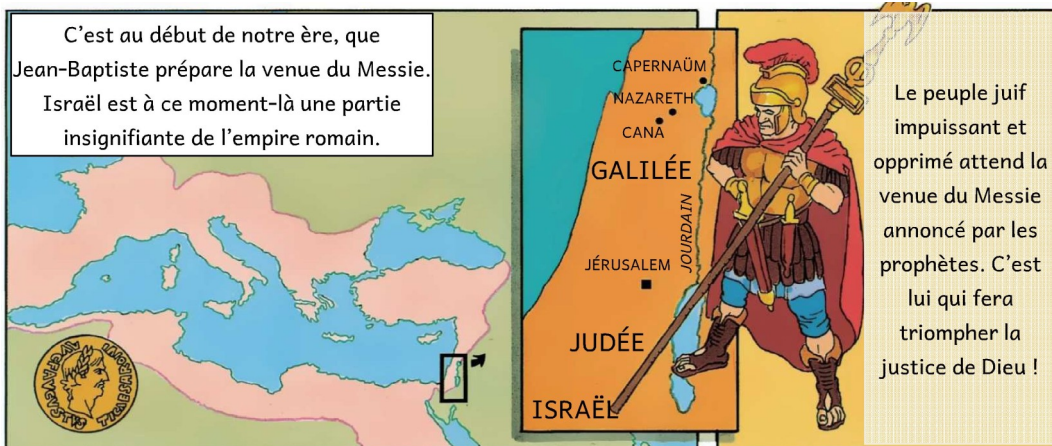 C'est au début de notre ère, que
Jean-Baptiste prépare la venue du Messie.
Israël est à ce moment-là une partie
insignifiante de l'empire romain.
CAPERNAÜM
NAZARETH
CANA
GALILÉE
JOURDAIN
JÉRUSALEM
JUDÉE
ISRAËL
Le peuple juif
impuissant et
opprimé attend la
venue du Messie
annoncé par les
prophètes. C'est
lui qui fera
triompher la
justice de Dieu !